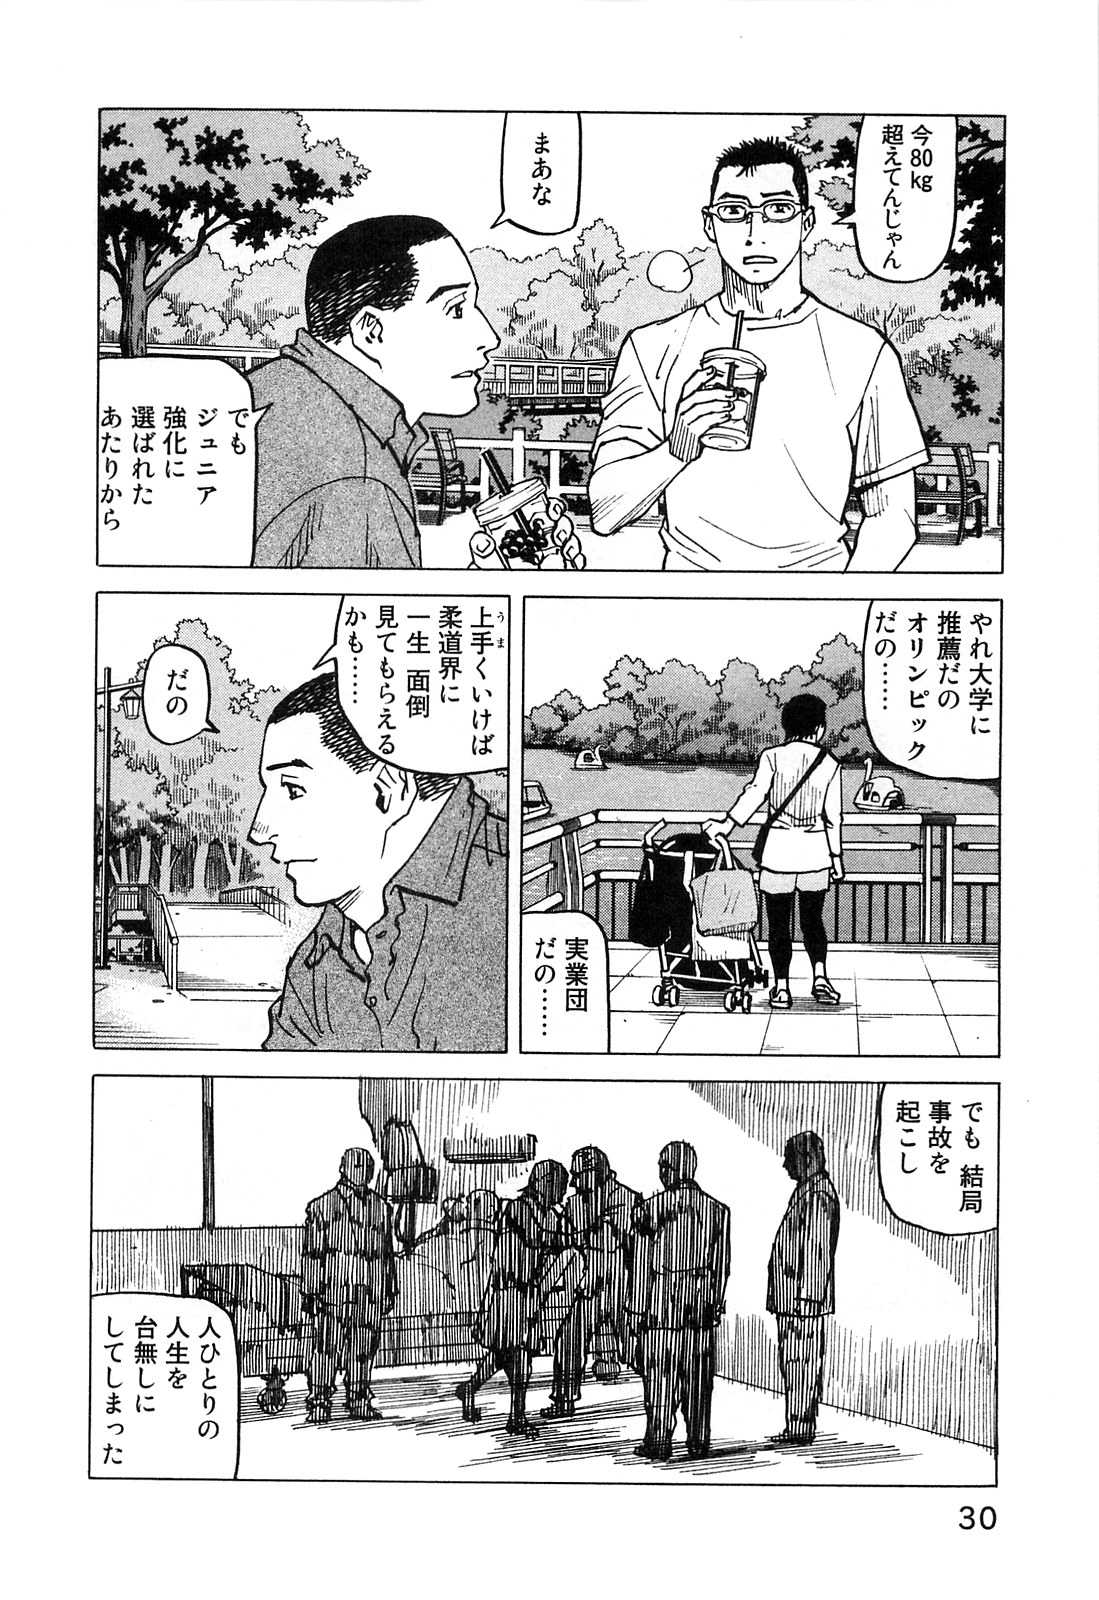 今80kg
超えてんじゃん
まあな
でも
ジュニア
強化に
選ばれた
あたりから
やれ大学に
推薦だの
オリンピック
だの……
実業団
だの……
上手くいけば
うま
柔道界に
一生 面倒
見てもらえる
かも……
だの
でも 結局
事故を
起こし
人ひとりの
人生を
台無しに
してしまった
30